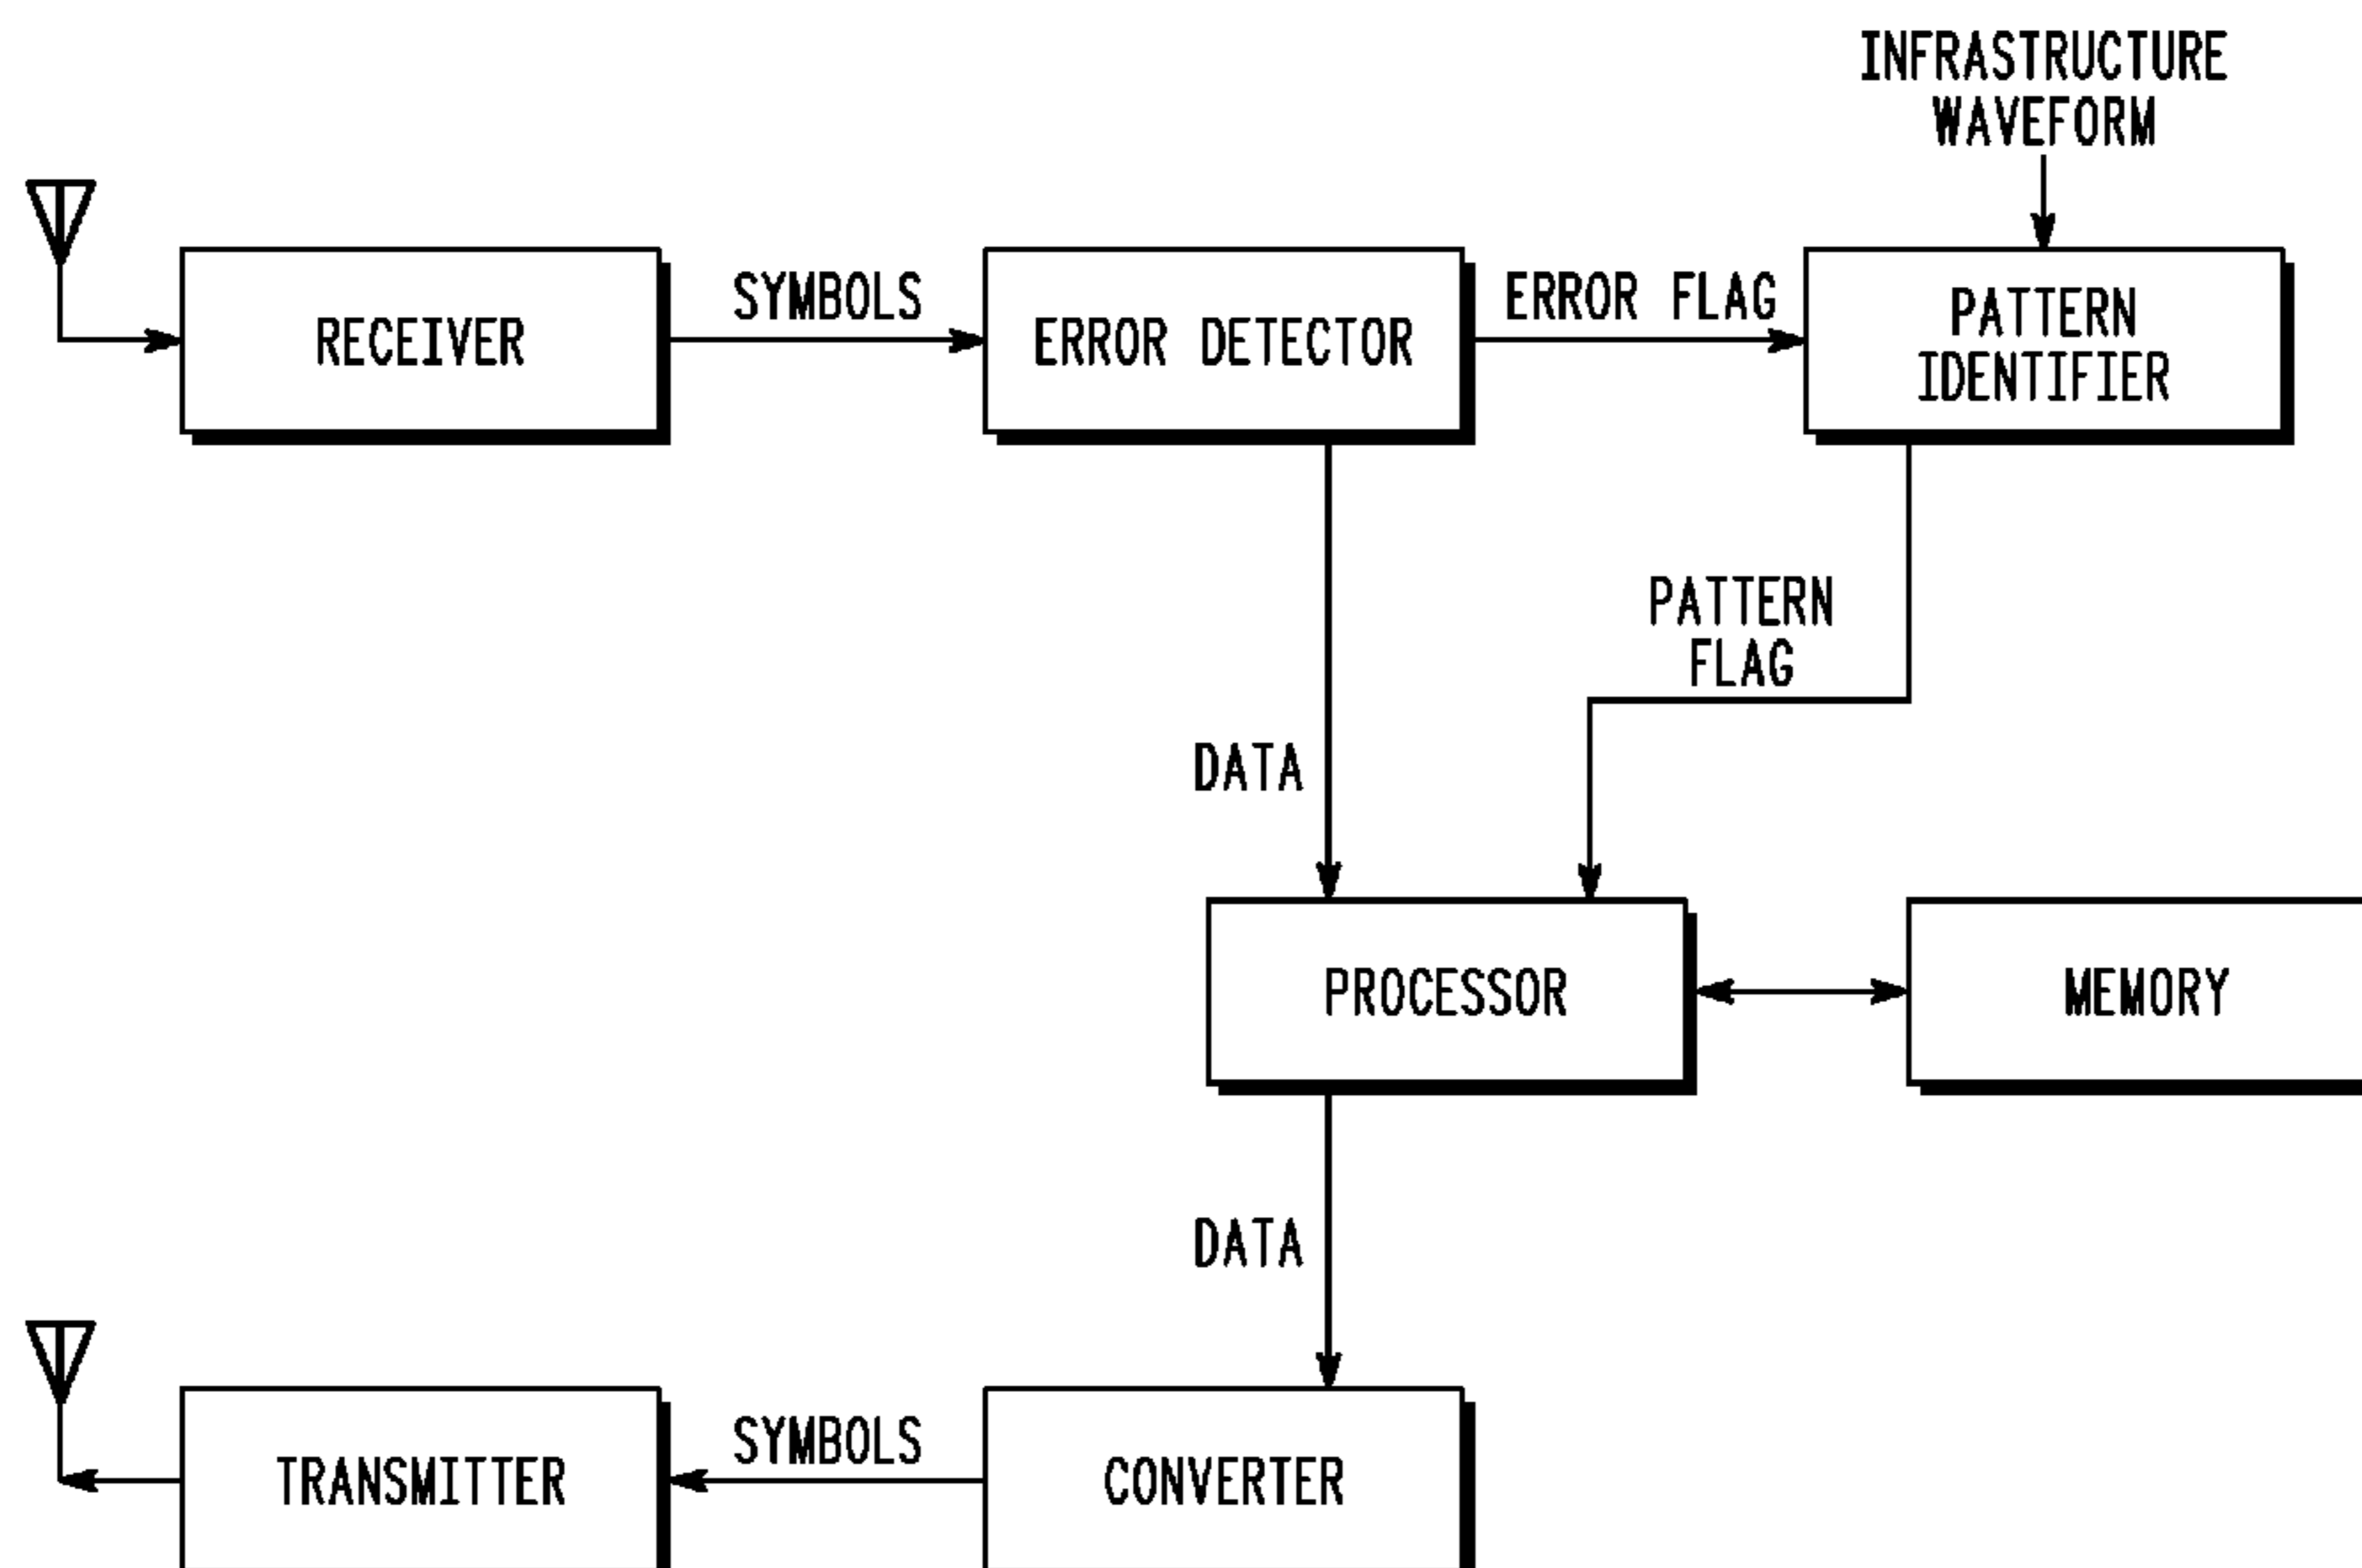 INFRASTRUCTURE
WAVEFORM
RECEIVER
SYMBOLS
ERROR DETECTOR
ERROR FLAG
PATTERN
IDENTIFIER
PATTERN
FLAG
DATA
PROCESSOR
MEMORY
DATA
TRANSMITTER
SYMBOLS
CONVERTER